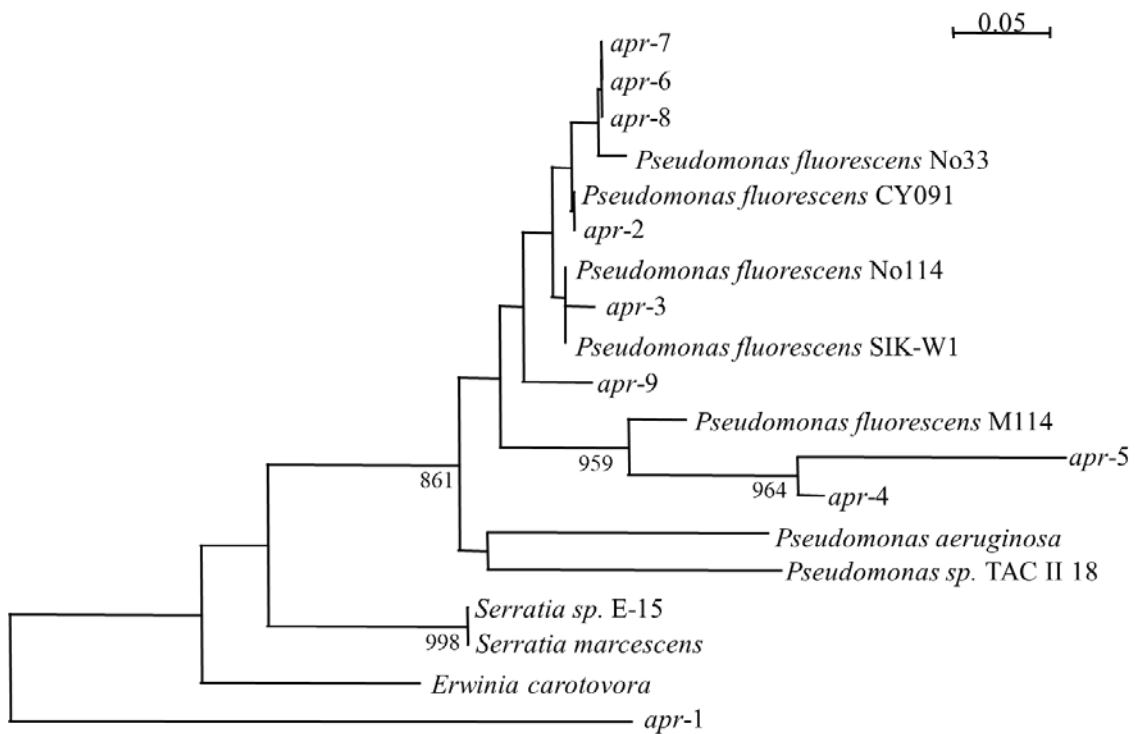 0.05
apr-7
apr-6
apr-8
Pseudomonas fluorescens No33
Pseudomonas fluorescens CY091
apr-2
Pseudomonas fluorescens No114
apr-3
Pseudomonas fluorescens SIK-W1
apr-9
Pseudomonas fluorescens M114
959
apr-5
861
964
apr-4
Pseudomonas aeruginosa
Pseudomonas sp. TAC II 18
Serratia sp. E-15
998
Serratia marcescens
Erwinia carotovora
apr-1